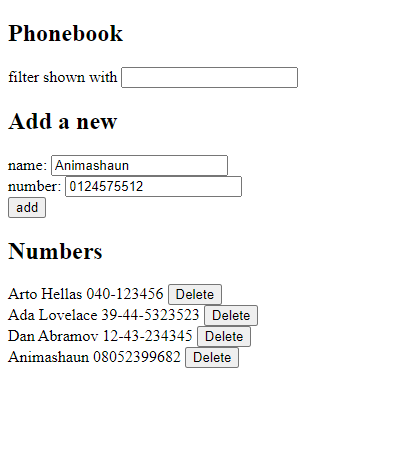 Phonebook
filter shown with
Add a new
name: Animashaun
number: 0124575512
add
Numbers
Arto Hellas 040-123456 Delete
Ada Lovelace 39-44-5323523 Delete
Dan Abramov 12-43-234345 Delete
Animashaun 08052399682 Delete